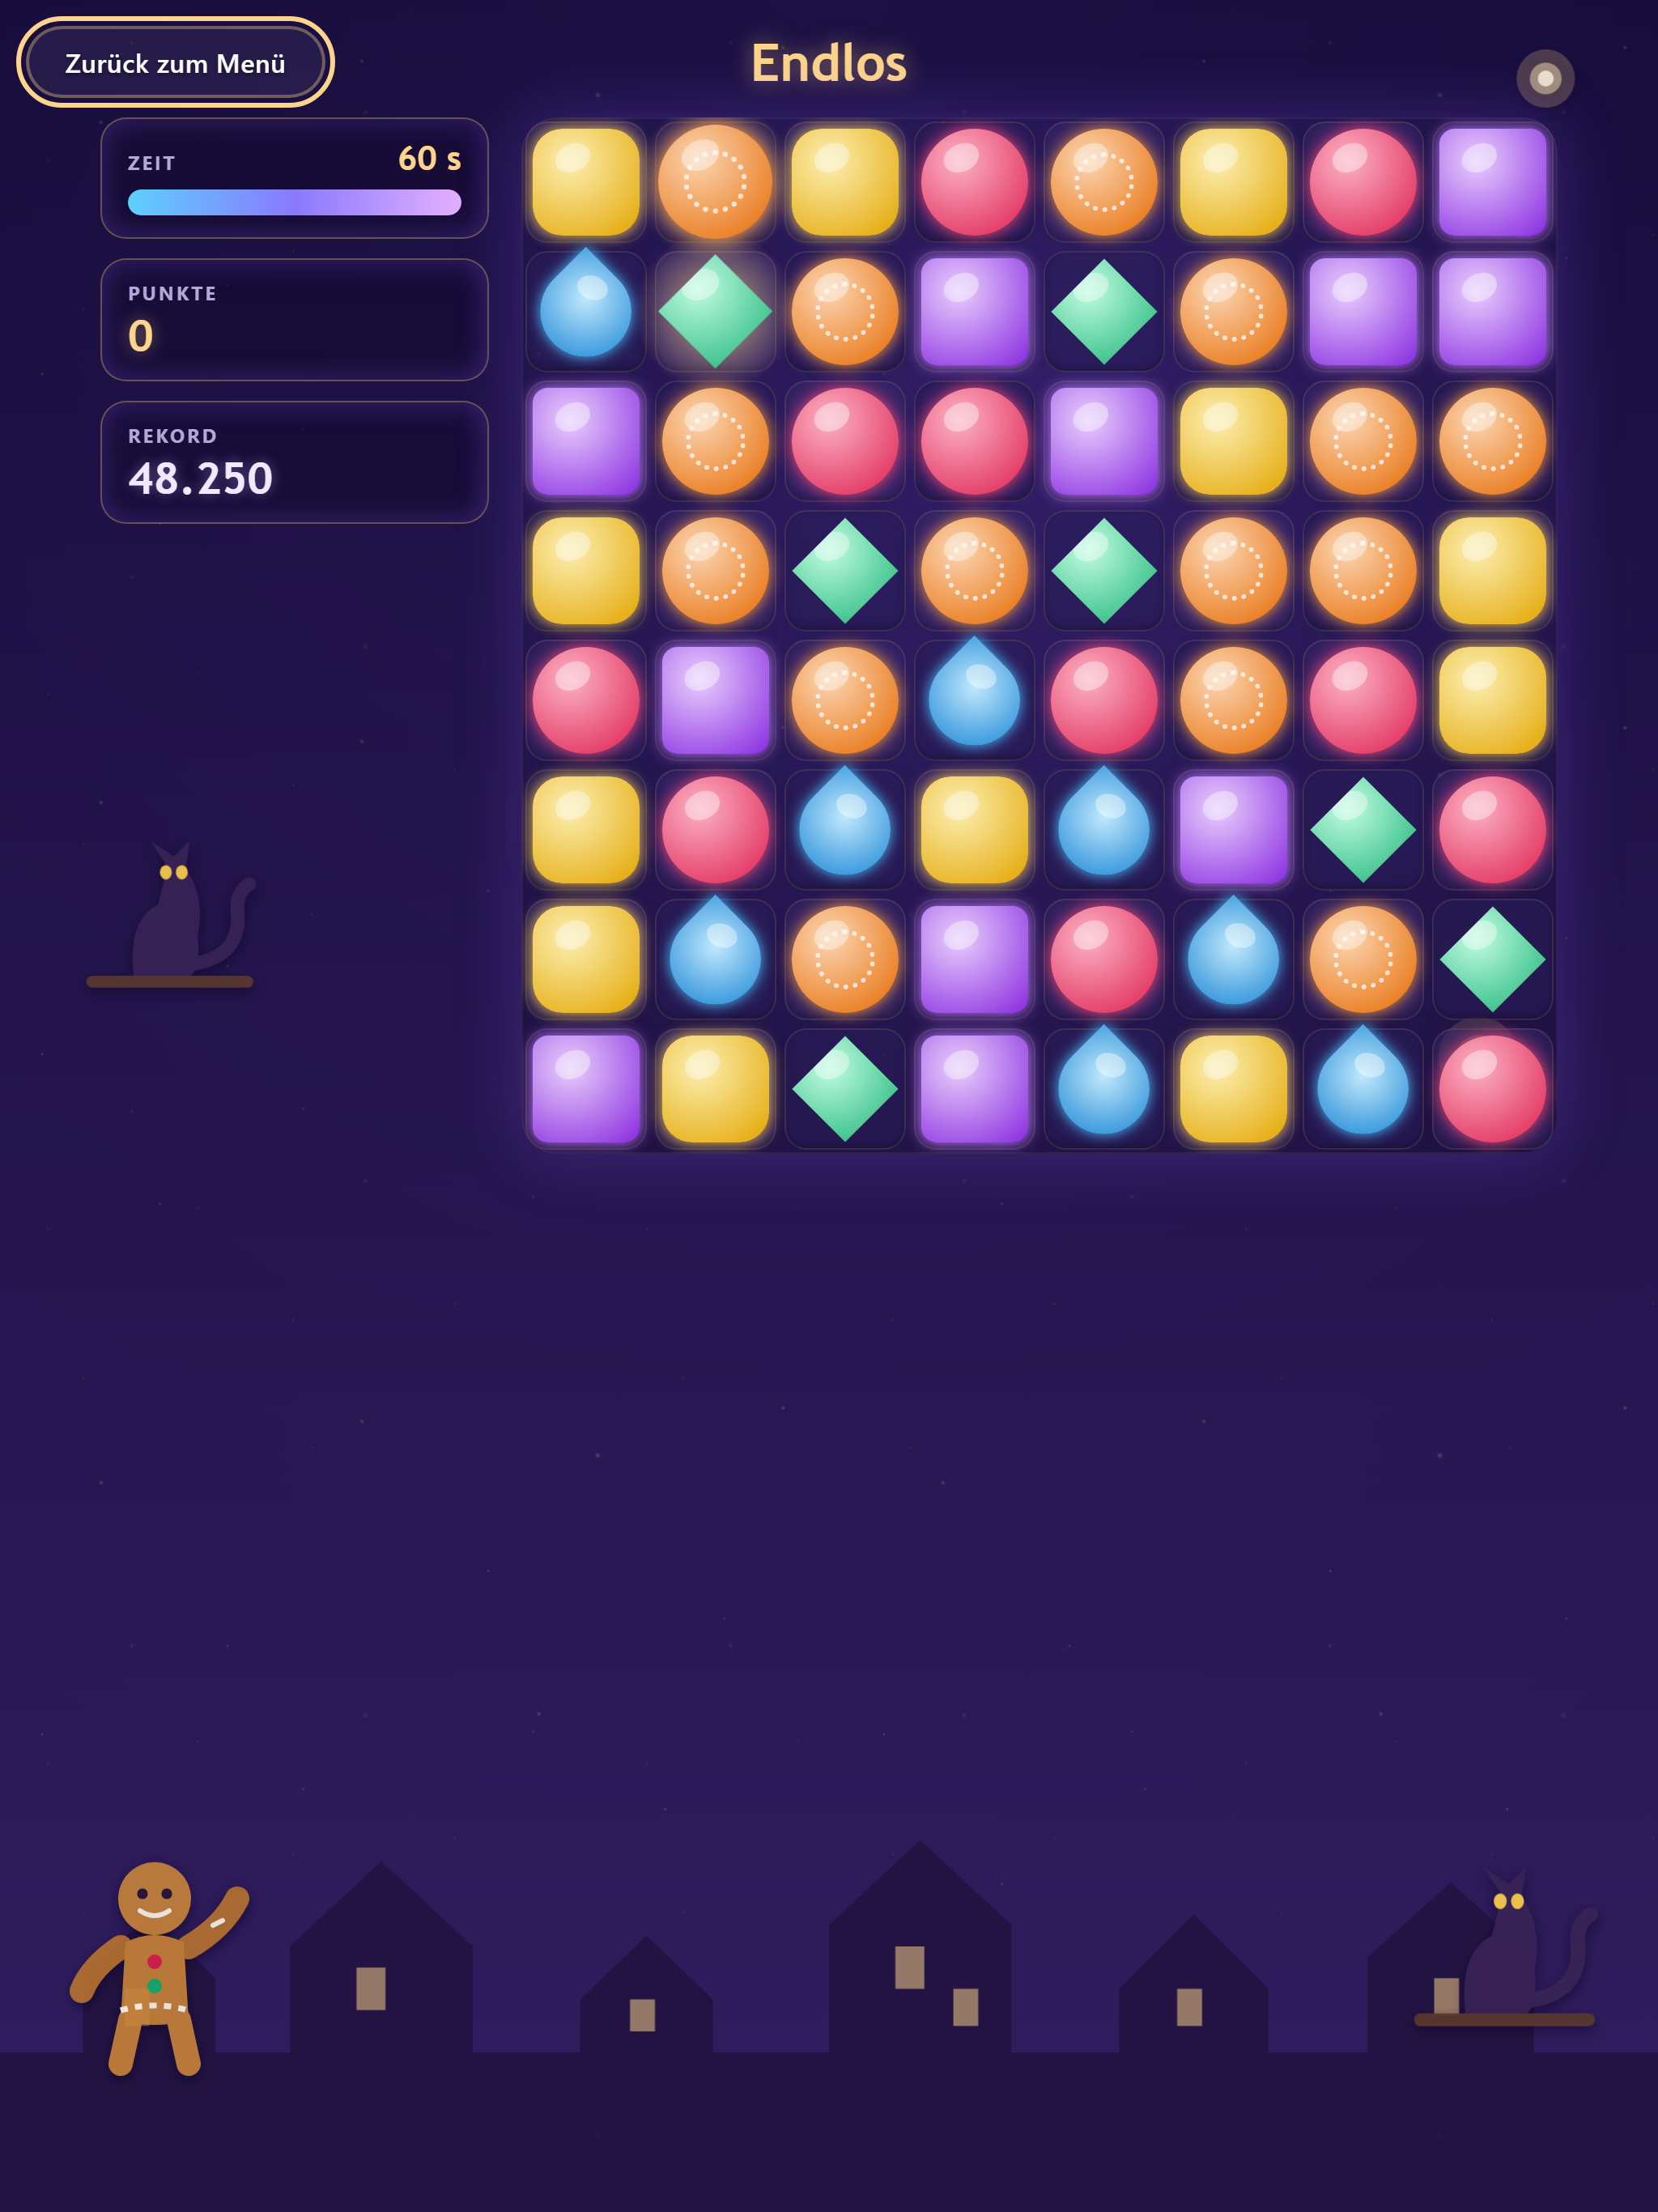 Zurück zum Menü
Endlos
ZEIT
60 s
PUNKTE
0
REKORD
48.250